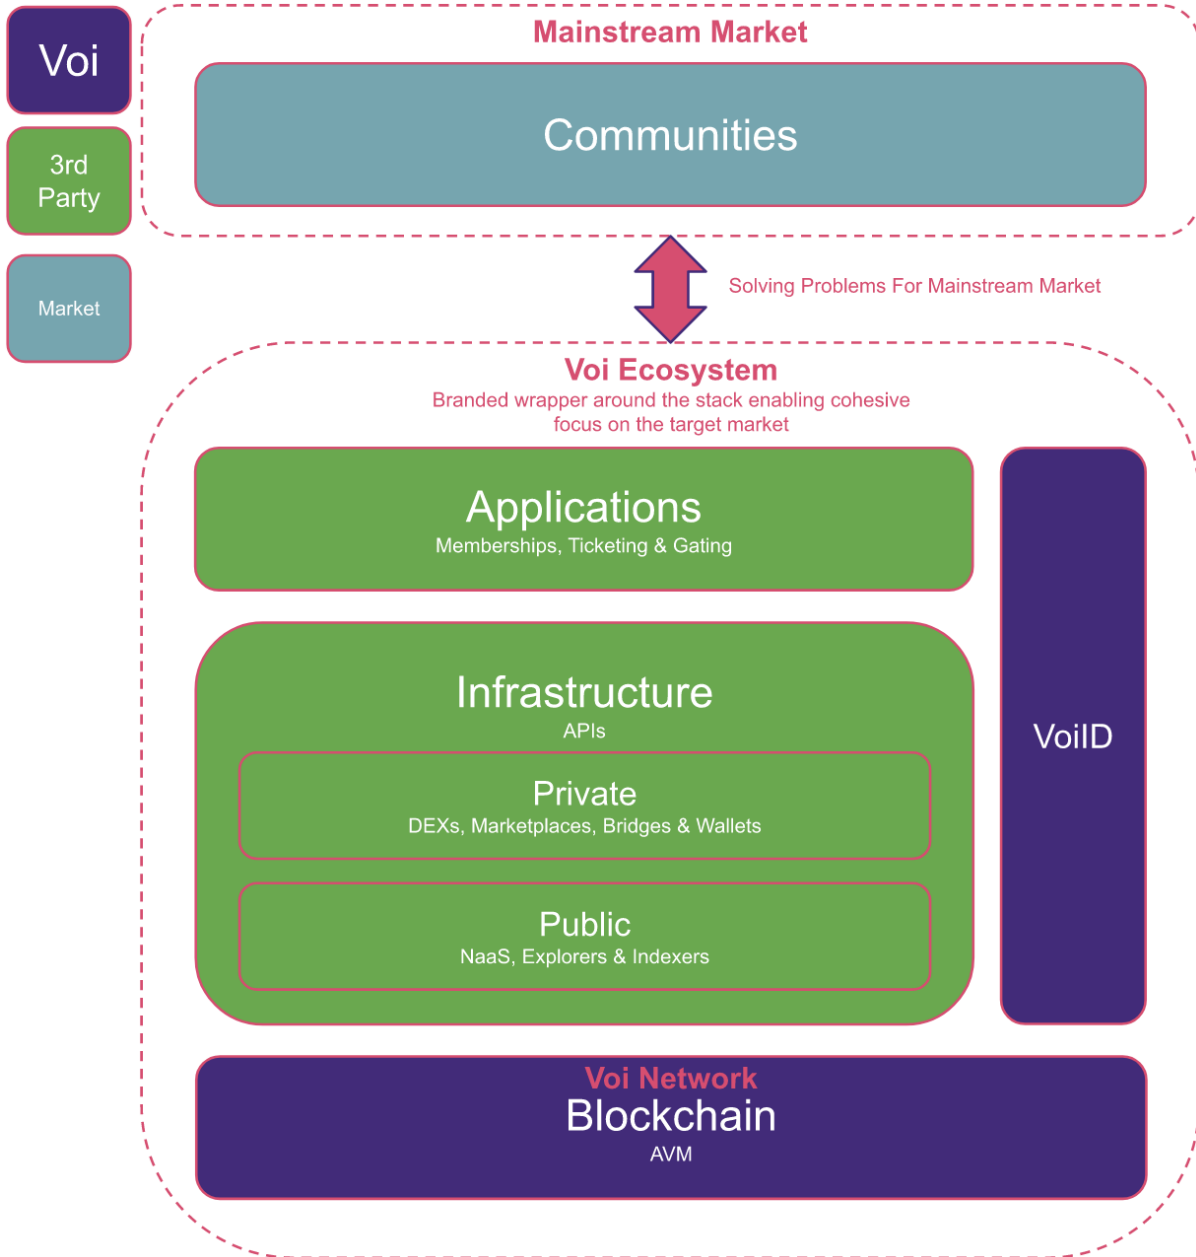 Voi
3rd
Party
Market
Mainstream Market
Communities
Solving Problems For Mainstream Market
Voi Ecosystem
Branded wrapper around the stack enabling cohesive
focus on the target market
Applications
Memberships, Ticketing & Gating
Infrastructure
APIs
Private
DEXs, Marketplaces, Bridges & Wallets
Public
NaaS, Explorers & Indexers
VoiID
Voi Network
Blockchain
AVM